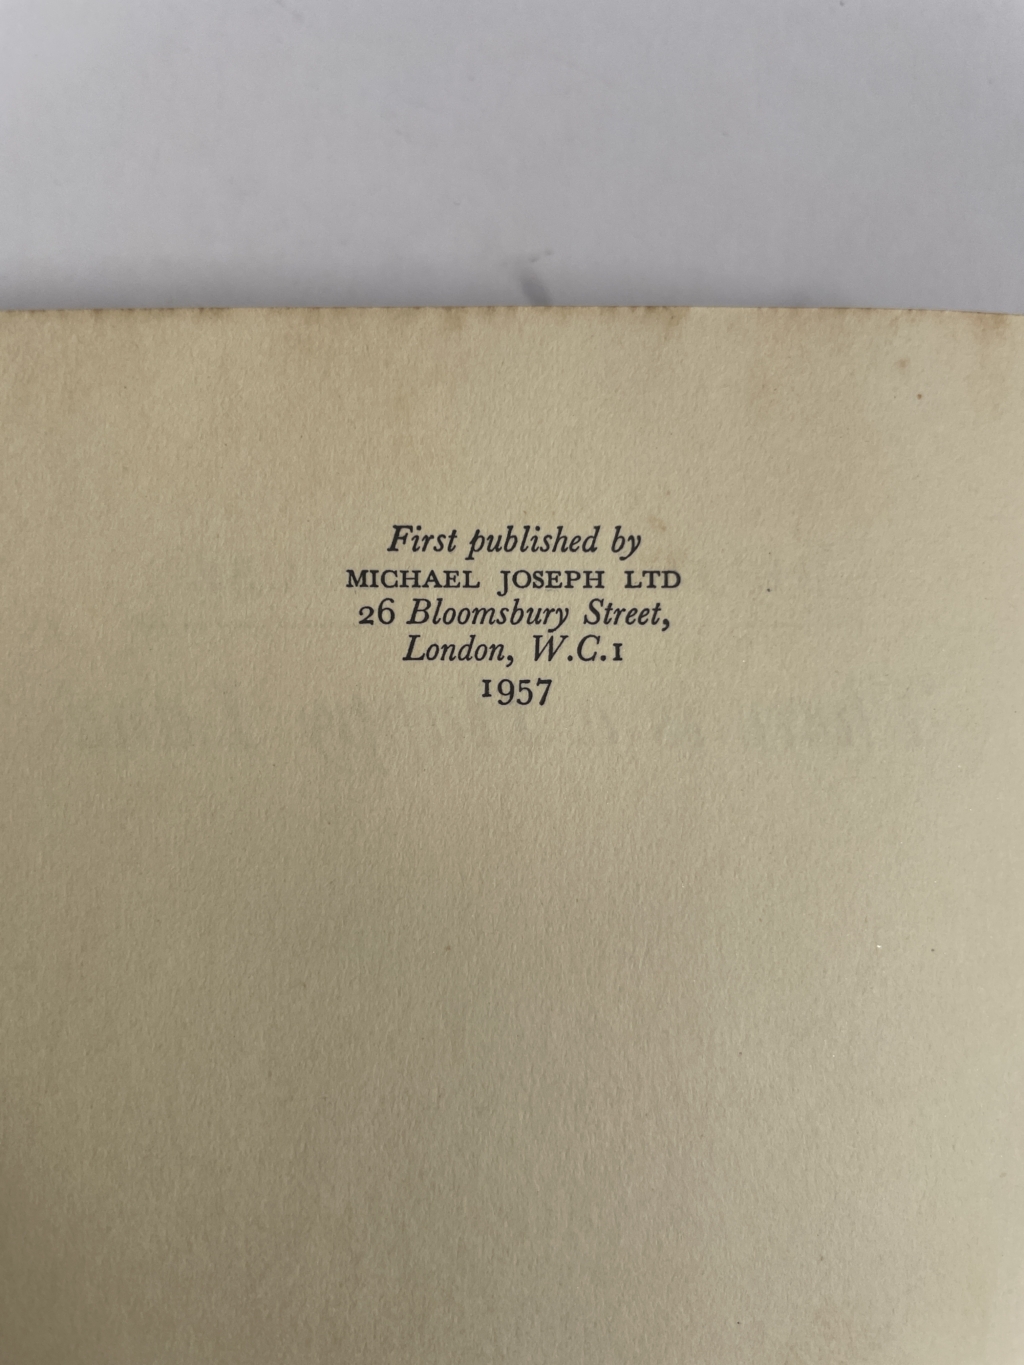 First published by
MICHAEL JOSEPH LTD
26 Bloomsbury Street,
London, W.C.1
1957